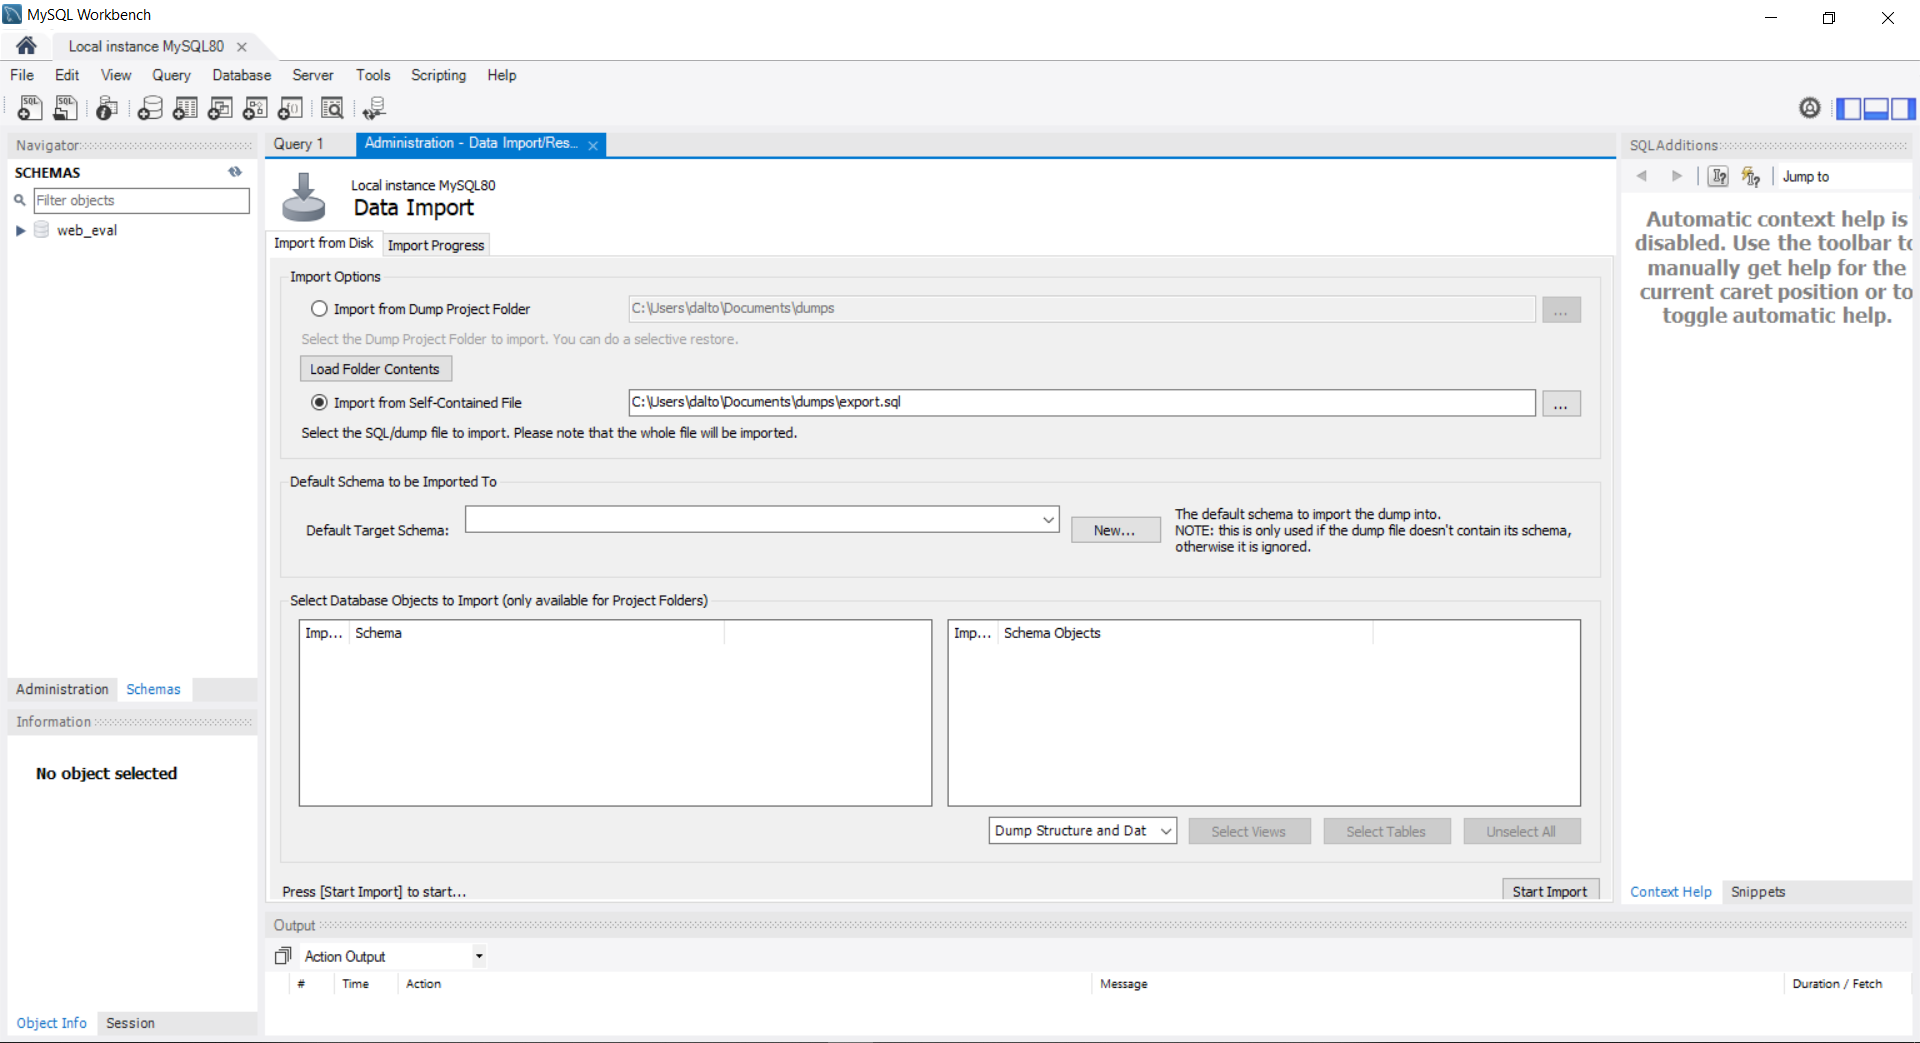 MySQL Workbench
Local instance MySQL80
File Edit View Query Database Server Tools Scripting Help
Navigator
SCHEMAS
Filter objects
web_eval
Administration Schemas
Information
No object selected
Object Info Session
Query 1 Administration - Data Import/Res...
Local instance MySQL80
Data Import
Import from Disk Import Progress
Import Options
Import from Dump Project Folder C:\Users\dalto\Documents\dumps ...
Select the Dump Project Folder to import. You can do a selective restore.
Load Folder Contents
Import from Self-Contained File C:\Users\dalto\Documents\dumps\export.sql ...
Select the SQL/dump file to import. Please note that the whole file will be imported.
Default Schema to be Imported To
Default Target Schema: New...
The default schema to import the dump into.
NOTE: this is only used if the dump file doesn't contain its schema,
otherwise it is ignored.
Select Database Objects to Import (only available for Project Folders)
Imp... Schema
Imp... Schema Objects
Dump Structure and Dat Select Views Select Tables Unselect All
Press [Start Import] to start... Start Import
Output
Action Output
# Time Action Message Duration / Fetch
SQLAdditions
Jump to
Automatic context help is
disabled. Use the toolbar to
manually get help for the
current caret position or to
toggle automatic help.
Context Help Snippets